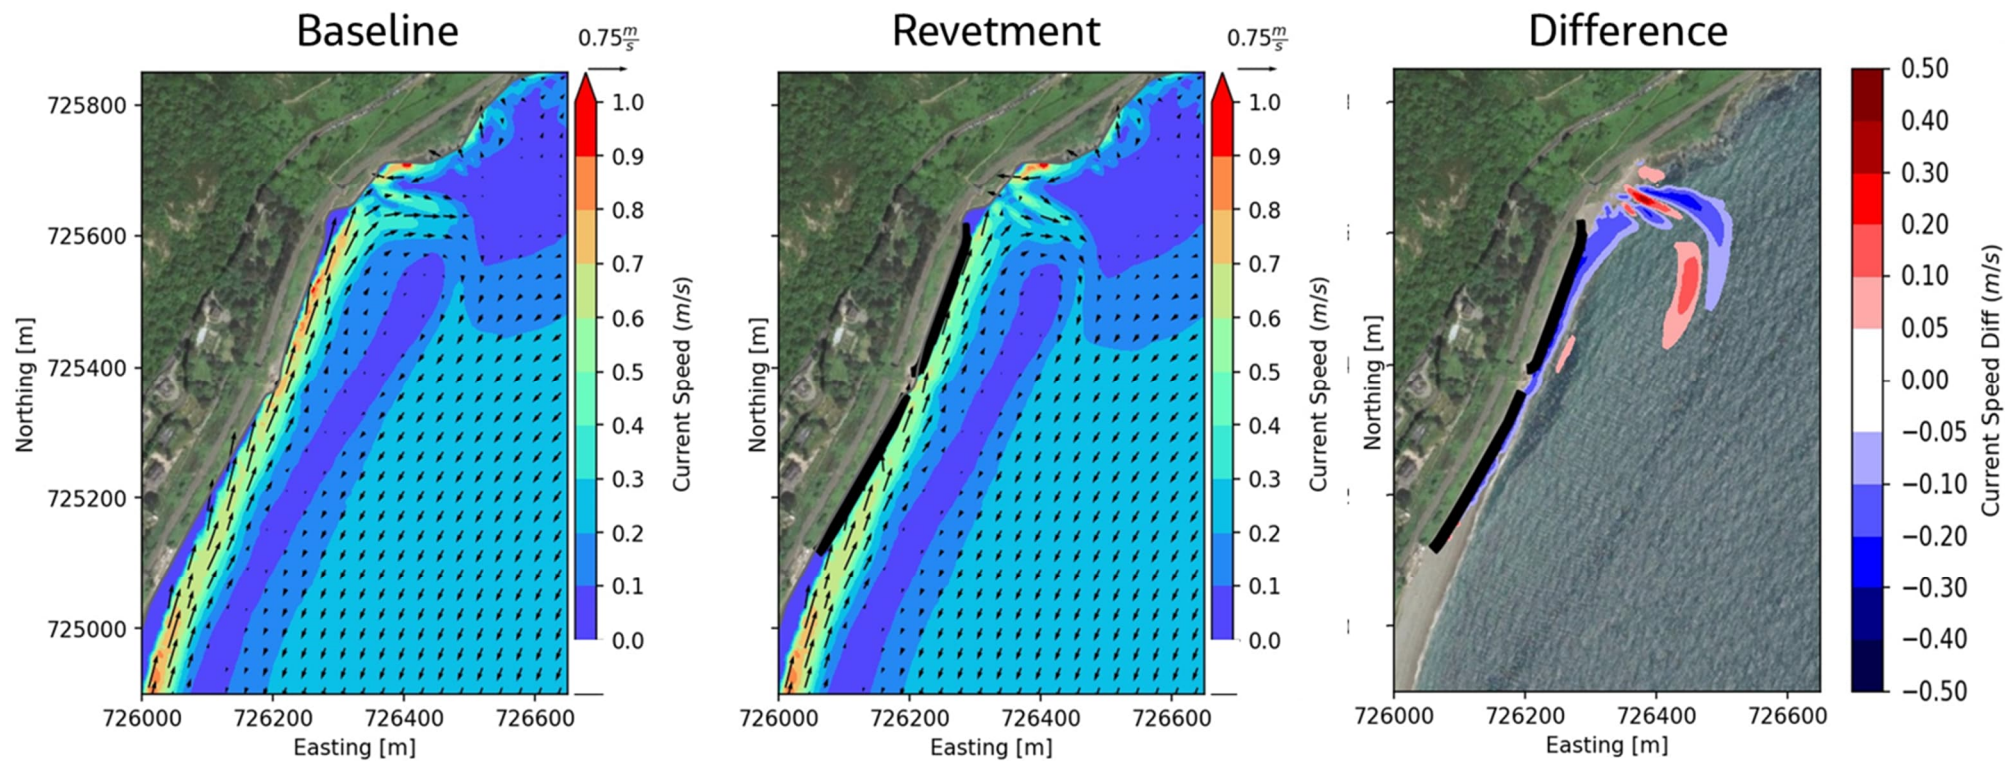 Baseline
0.75 m/s
725800
725600
725400
725200
725000
Northing [m]
726000 726200 726400 726600
Easting [m]
1.0
0.9
0.8
0.7
0.6
0.5
0.4
0.3
0.2
0.1
0.0
Current Speed (m/s)
Revetment
0.75 m/s
Northing [m]
726000 726200 726400 726600
Easting [m]
1.0
0.9
0.8
0.7
0.6
0.5
0.4
0.3
0.2
0.1
0.0
Current Speed (m/s)
Difference
Northing [m]
726000 726200 726400 726600
Easting [m]
0.50
0.40
0.30
0.20
0.10
0.05
0.00
−0.05
−0.10
−0.20
−0.30
−0.40
−0.50
Current Speed Diff (m/s)